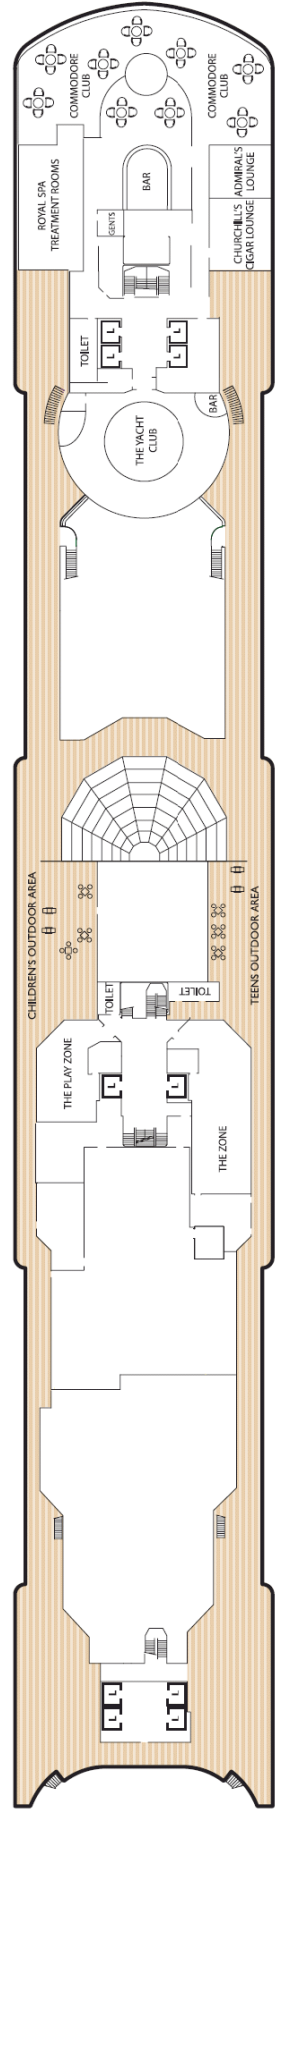 COMMODORE
CLUB
COMMODORE
CLUB
ROYAL SPA
TREATMENT ROOMS
BAR
ADMIRAL'S
LOUNGE
GENTS
CHURCHILL'S
CIGAR LOUNGE
L
L
L
L
TOILET
BAR
THE YACHT
CLUB
CHILDREN'S OUTDOOR AREA
TEENS OUTDOOR AREA
TOILET
TOILET
THE PLAY ZONE
L
L
THE ZONE
L
L
L
L